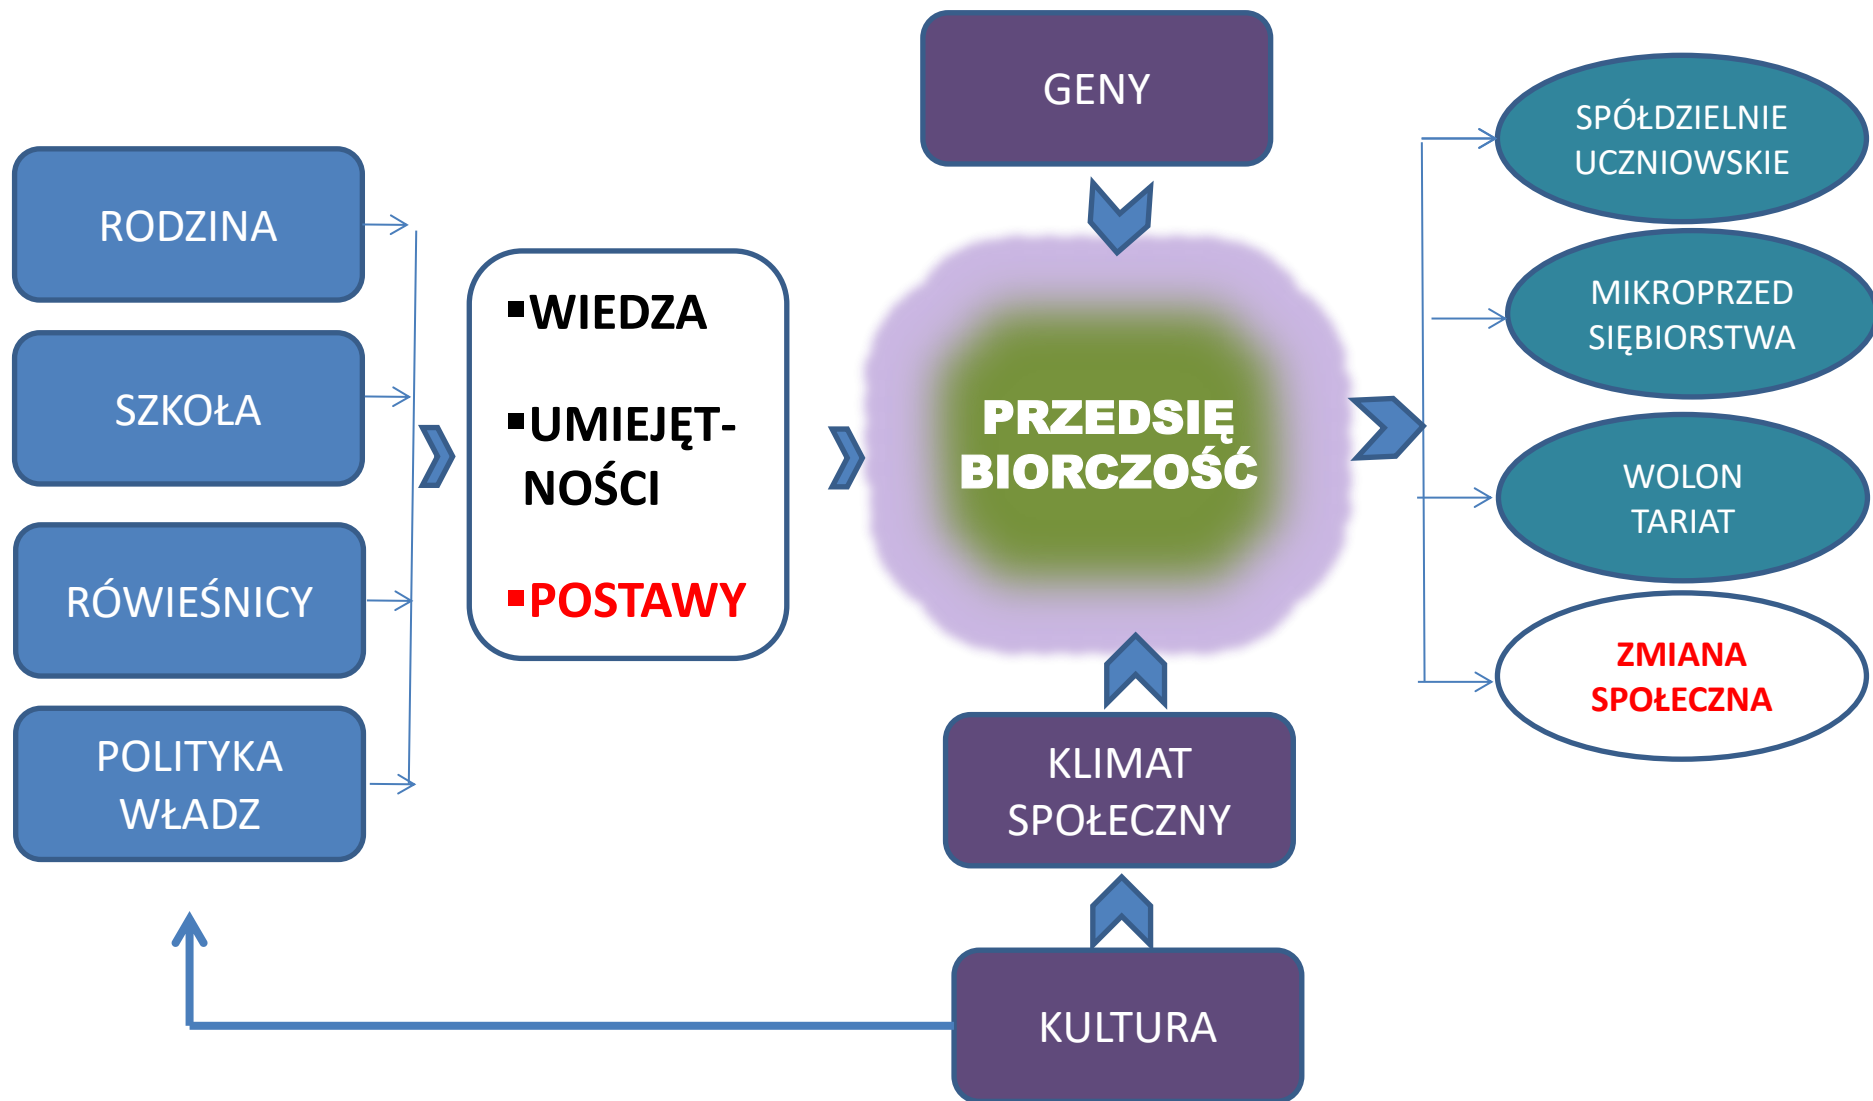 RODZINA
SZKOŁA
RÓWIEŚNICY
POLITYKA
WŁADZ
▪WIEDZA
▪UMIEJĘT-
NOŚCI
▪POSTAWY
GENY
PRZEDSIĘ
BIORCZOŚĆ
KLIMAT
SPOŁECZNY
KULTURA
SPÓŁDZIELNIE
UCZNIOWSKIE
MIKROPRZED
SIĘBIORSTWA
WOLON
TARIAT
ZMIANA
SPOŁECZNA